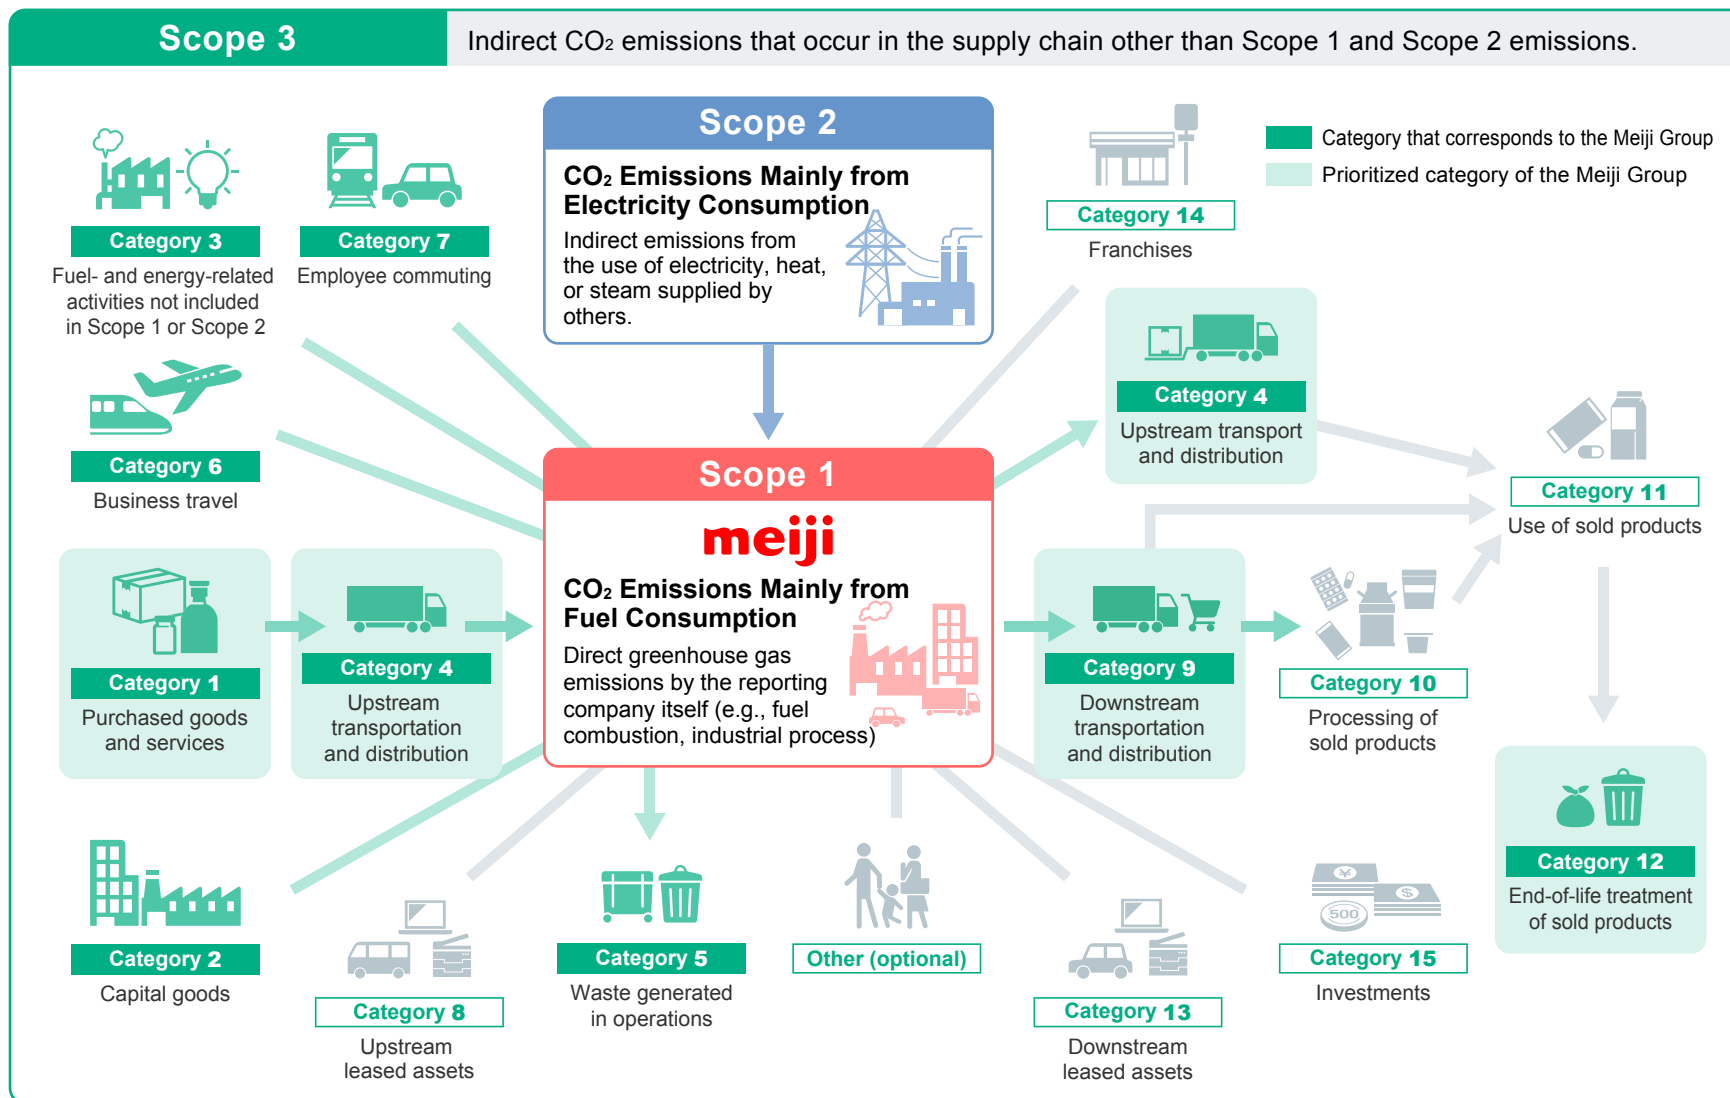 Scope 3
Indirect CO₂ emissions that occur in the supply chain other than Scope 1 and Scope 2 emissions.
Category that corresponds to the Meiji Group
Prioritized category of the Meiji Group
Category 3
Fuel- and energy-related
activities not included
in Scope 1 or Scope 2
Category 7
Employee commuting
Scope 2
CO₂ Emissions Mainly from
Electricity Consumption
Indirect emissions from
the use of electricity, heat,
or steam supplied by
others.
Category 14
Franchises
Category 4
Upstream transport
and distribution
Category 6
Business travel
Category 11
Use of sold products
Scope 1
meiji
CO₂ Emissions Mainly from
Fuel Consumption
Direct greenhouse gas
emissions by the reporting
company itself (e.g., fuel
combustion, industrial process)
Category 1
Purchased goods
and services
Category 4
Upstream
transportation
and distribution
Category 9
Downstream
transportation
and distribution
Category 10
Processing of
sold products
Category 12
End-of-life treatment
of sold products
Category 2
Capital goods
Category 8
Upstream
leased assets
Category 5
Waste generated
in operations
Other (optional)
Category 13
Downstream
leased assets
¥
$
500
Category 15
Investments